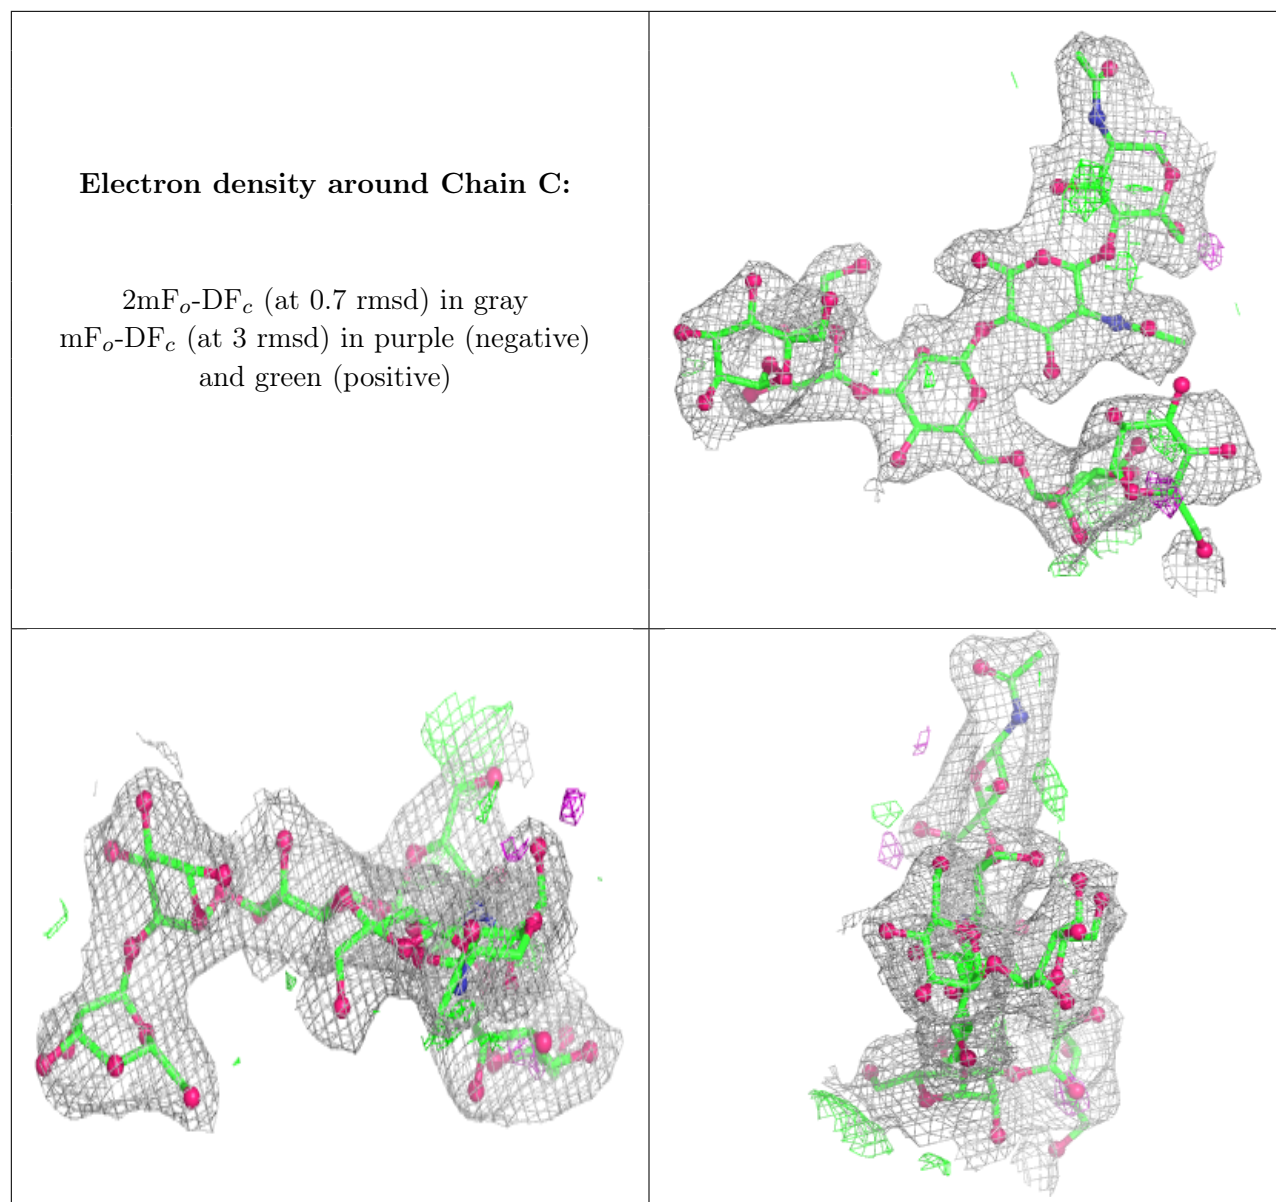 Electron density around Chain C:
2mFo-DFc (at 0.7 rmsd) in gray
mFo-DFc (at 3 rmsd) in purple (negative)
and green (positive)